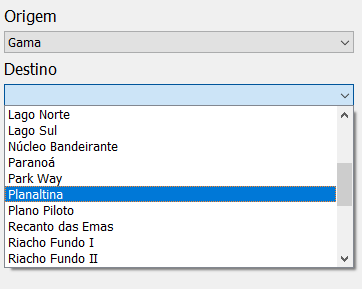 Origem
Gama
Destino
Lago Norte
Lago Sul
Núcleo Bandeirante
Paranoá
Park Way
Planaltina
Plano Piloto
Recanto das Emas
Riacho Fundo I
Riacho Fundo II